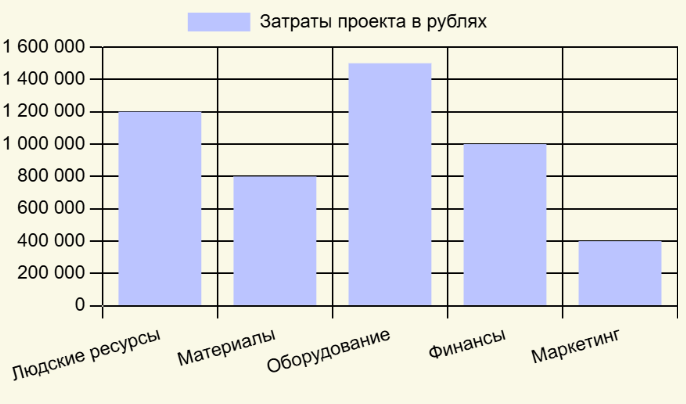 Затраты проекта в рублях
1 600 000
1 400 000
1 200 000
1 000 000
800 000
600 000
400 000
200 000
0
Людские ресурсы
Материалы
Оборудование
Финансы
Маркетинг